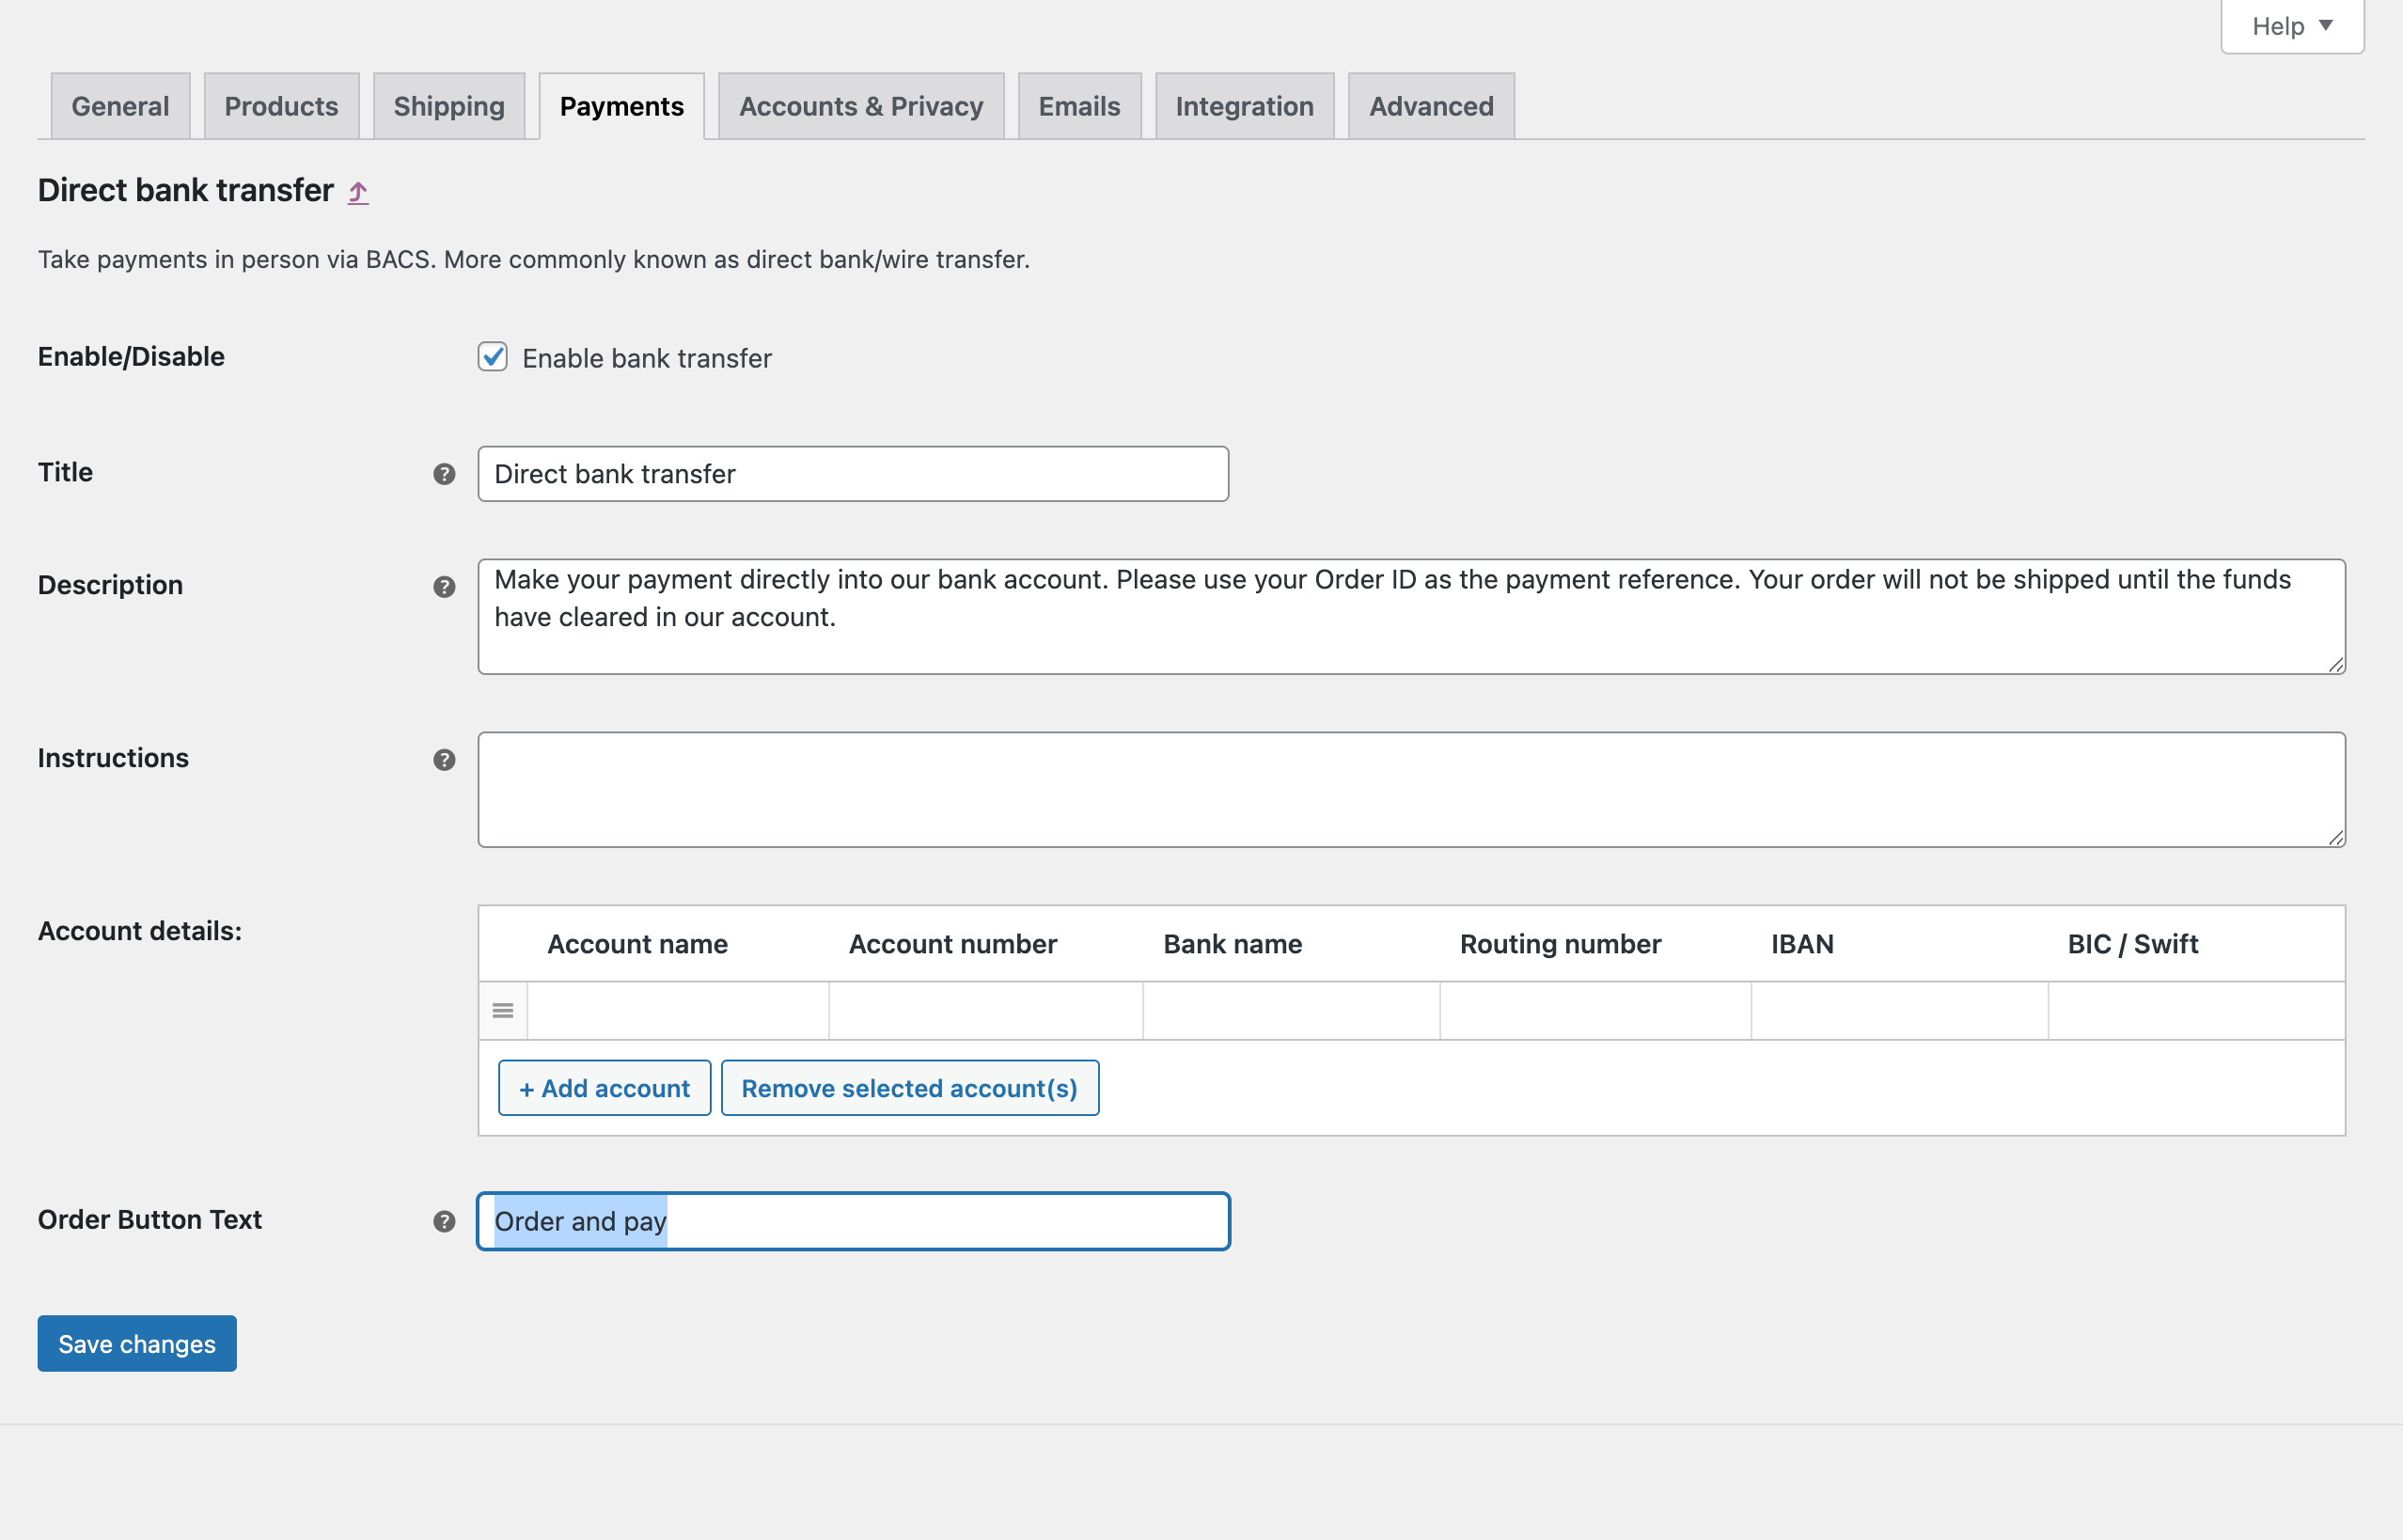 Help
General
Products
Shipping
Payments
Accounts & Privacy
Emails
Integration
Advanced
Direct bank transfer
Take payments in person via BACS. More commonly known as direct bank/wire transfer.
Enable/Disable
Enable bank transfer
Title
Direct bank transfer
Description
Make your payment directly into our bank account. Please use your Order ID as the payment reference. Your order will not be shipped until the funds
have cleared in our account.
Instructions
Account details:
Account name
Account number
Bank name
Routing number
IBAN
BIC / Swift
+ Add account
Remove selected account(s)
Order Button Text
Order and pay
Save changes